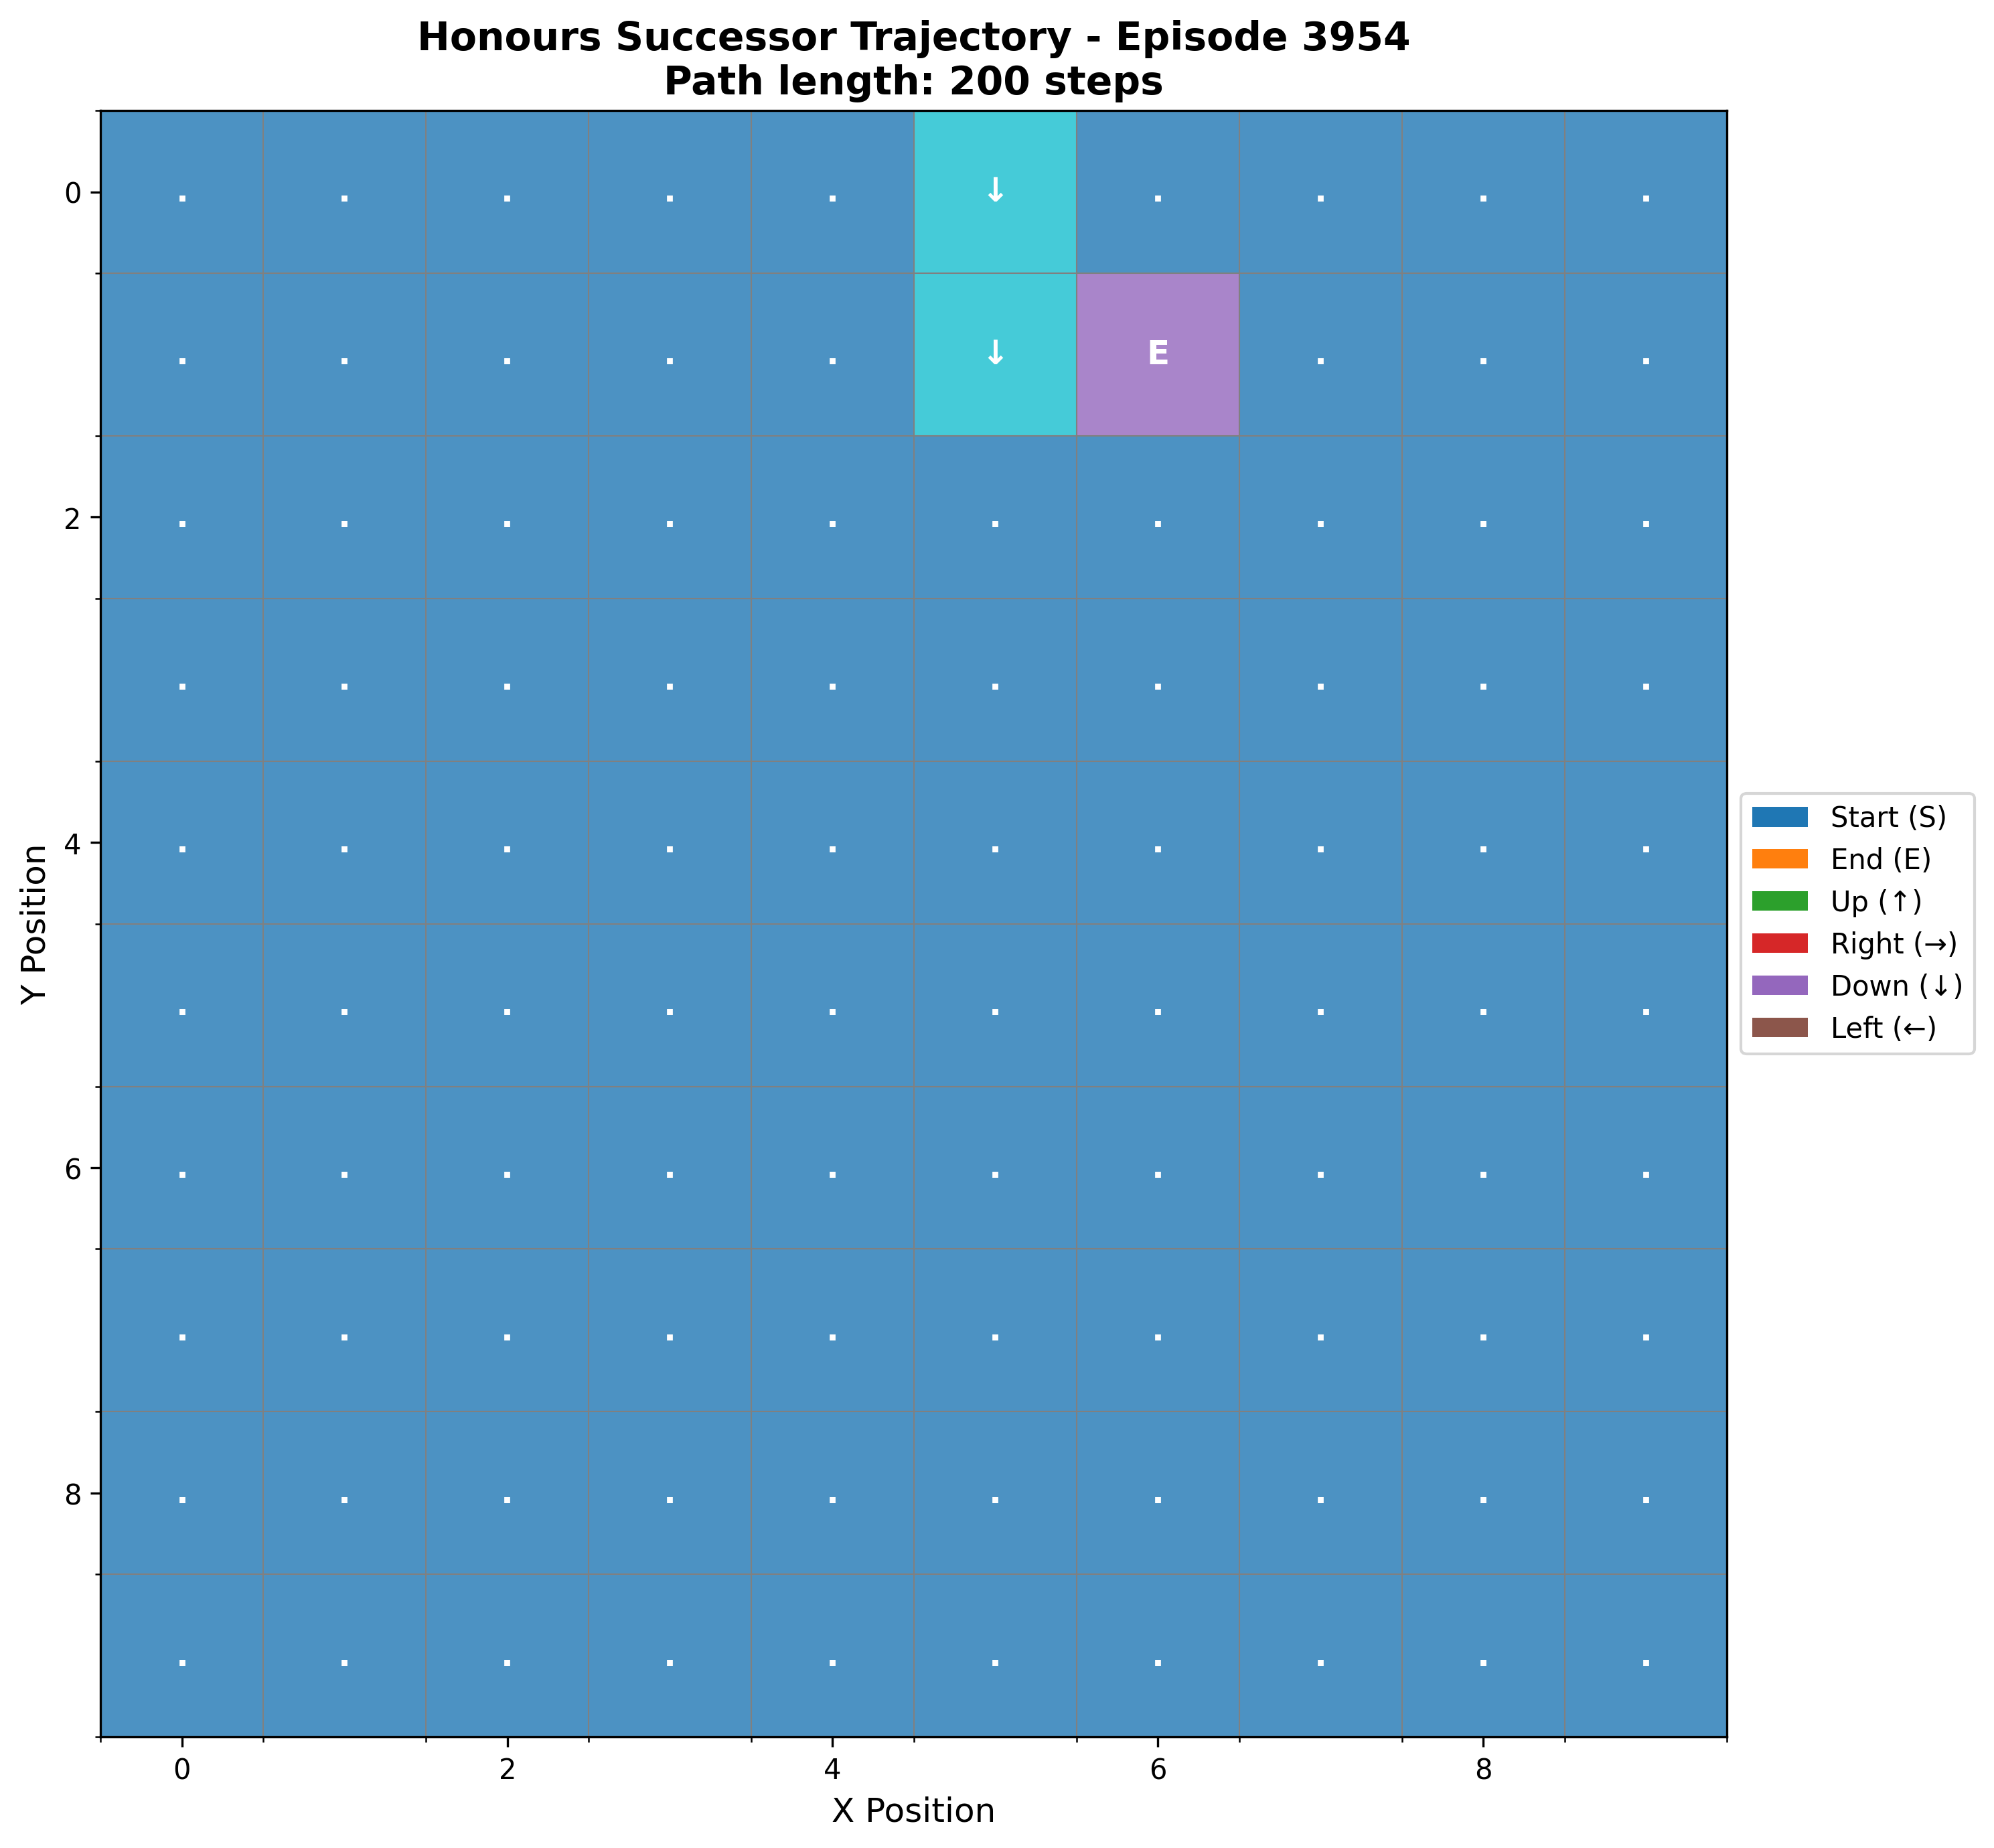 Honours Successor Trajectory - Episode 3954
Path length: 200 steps
0 . . . . . ↓ . . . .
. . . . . ↓ E . . .
2 . . . . . . . . . .
. . . . . . . . . .
4 . . . . . . . . . .
. . . . . . . . . .
6 . . . . . . . . . .
. . . . . . . . . .
8 . . . . . . . . . .
. . . . . . . . . .
0 2 4 6 8
X Position
Y Position
Start (S)
End (E)
Up (↑)
Right (→)
Down (↓)
Left (←)